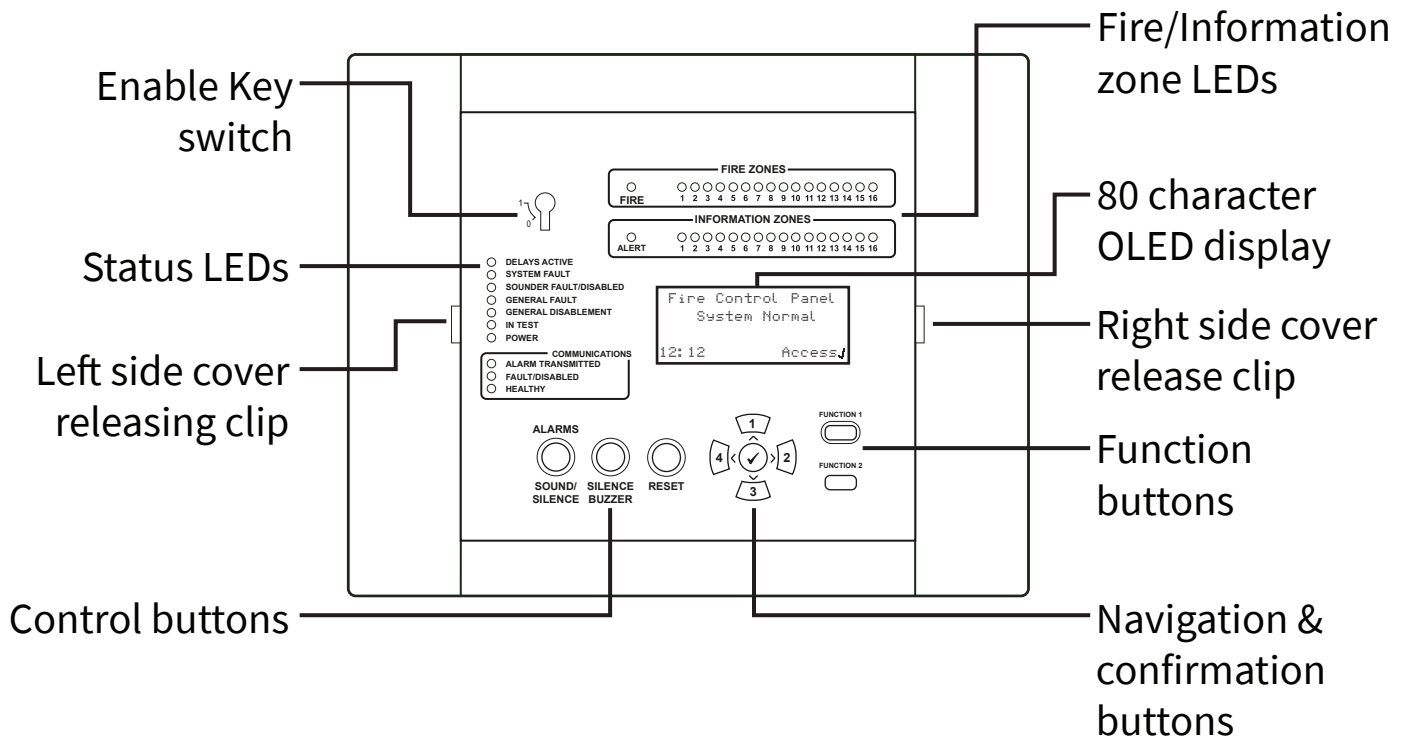 Enable Key
switch
Status LEDs
Left side cover
releasing clip
Control buttons
Fire/Information
zone LEDs
80 character
OLED display
Right side cover
release clip
Function
buttons
Navigation &
confirmation
buttons
FIRE ZONES
FIRE
1 2 3 4 5 6 7 8 9 10 11 12 13 14 15 16
INFORMATION ZONES
ALERT
1 2 3 4 5 6 7 8 9 10 11 12 13 14 15 16
1
0
DELAYS ACTIVE
SYSTEM FAULT
SOUNDER FAULT/DISABLED
GENERAL FAULT
GENERAL DISABLEMENT
IN TEST
POWER
COMMUNICATIONS
ALARM TRANSMITTED
FAULT/DISABLED
HEALTHY
Fire Control Panel
System Normal
12:12 Access
ALARMS
SOUND/
SILENCE
SILENCE
BUZZER
RESET
1
4 ✓ 2
3
FUNCTION 1
FUNCTION 2